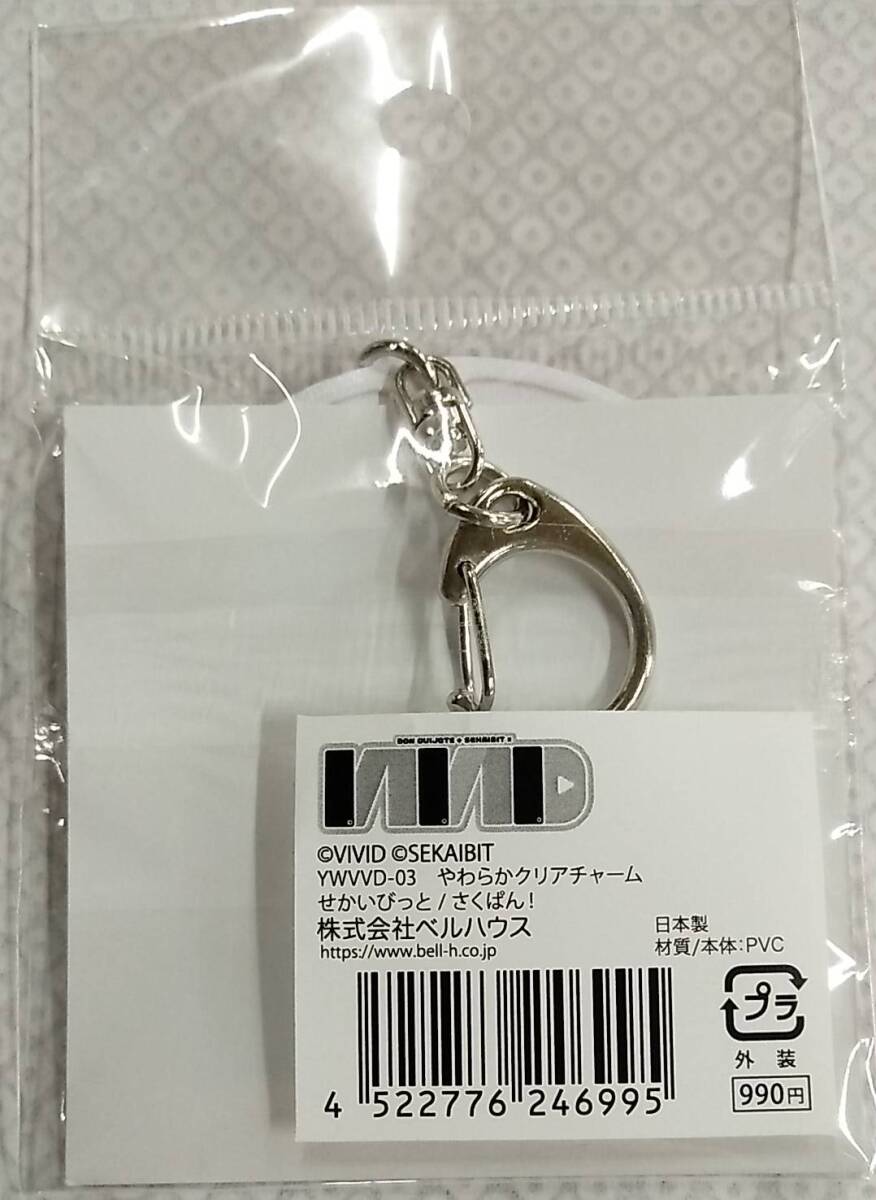 DON QUIJOTE + SEKAIBIT ×
VIVID
©VIVID ©SEKAIBIT
YWVVD-03 やわらかクリアチャーム
せかいびっと / さくぱん!
株式会社ベルハウス
https://www.bell-h.co.jp
日本製
材質/本体:PVC
プラ
外装
4 522776 246995
990円